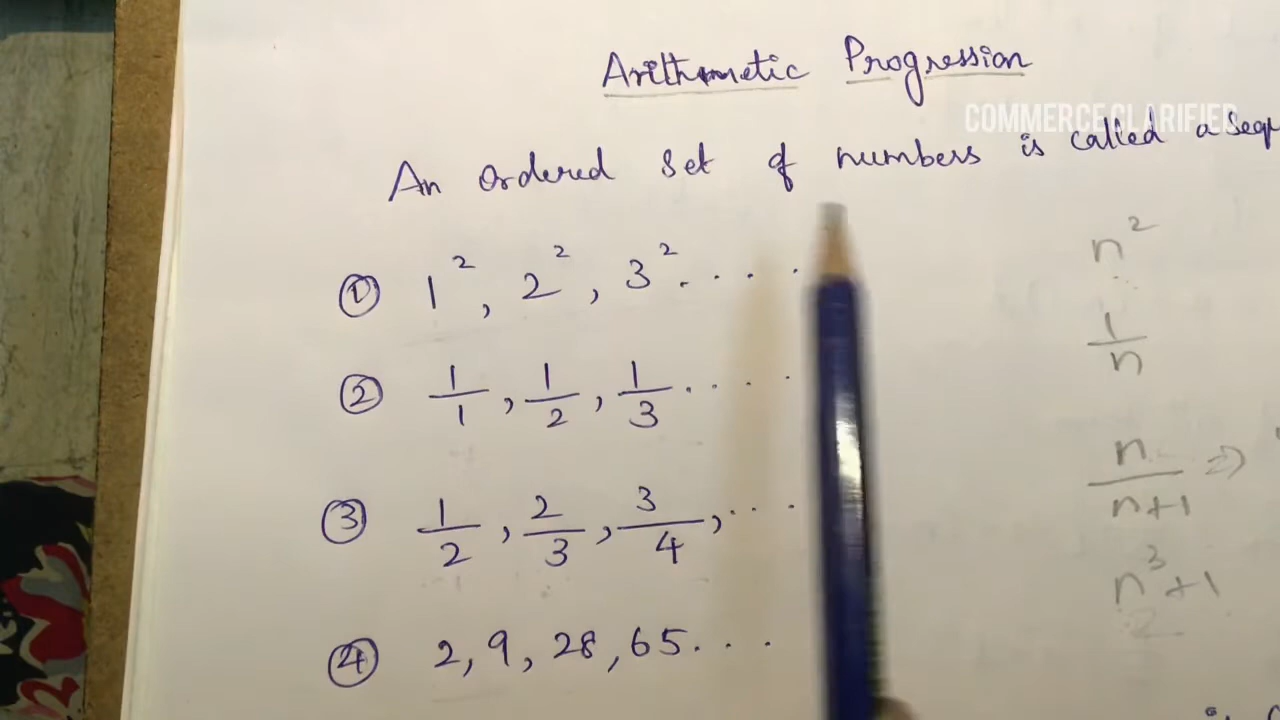 Arithmetic Progression
COMMERCE CLARIFIER
An ordered set of numbers is called a sequ
① 1², 2², 3². . . .
n²
② 1/1, 1/2, 1/3 . . . .
1/n
③ 1/2, 2/3, 3/4, . . . .
n/n+1 ⇒
④ 2, 9, 28, 65. . . .
n³+1